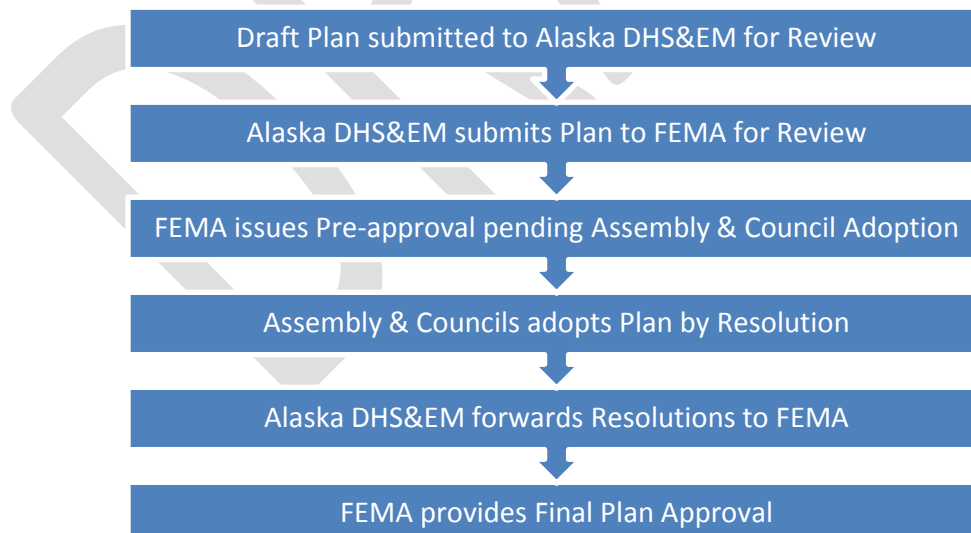 Draft Plan submitted to Alaska DHS&EM for Review
Alaska DHS&EM submits Plan to FEMA for Review
FEMA issues Pre-approval pending Assembly & Council Adoption
Assembly & Councils adopts Plan by Resolution
Alaska DHS&EM forwards Resolutions to FEMA
FEMA provides Final Plan Approval